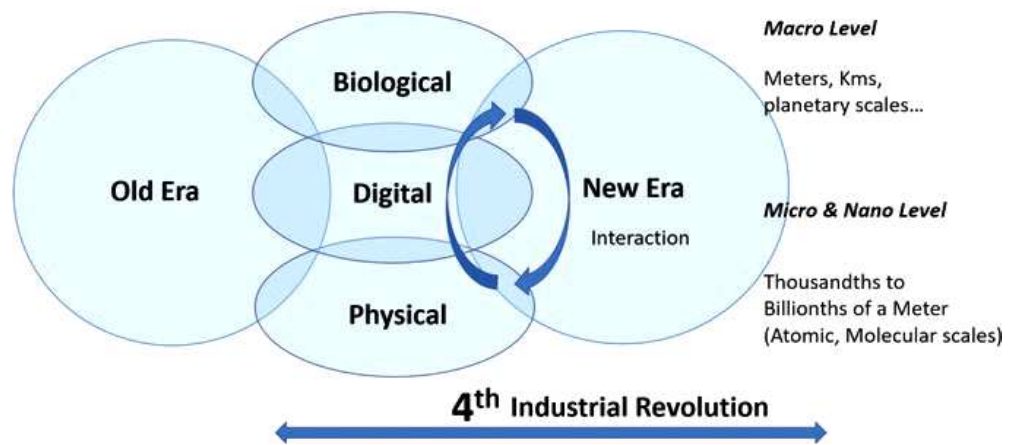 Macro Level
Biological
Meters, Kms,
planetary scales...
Old Era
Digital
New Era
Micro & Nano Level
Interaction
Thousandths to
Billionths of a Meter
(Atomic, Molecular scales)
Physical
4th Industrial Revolution